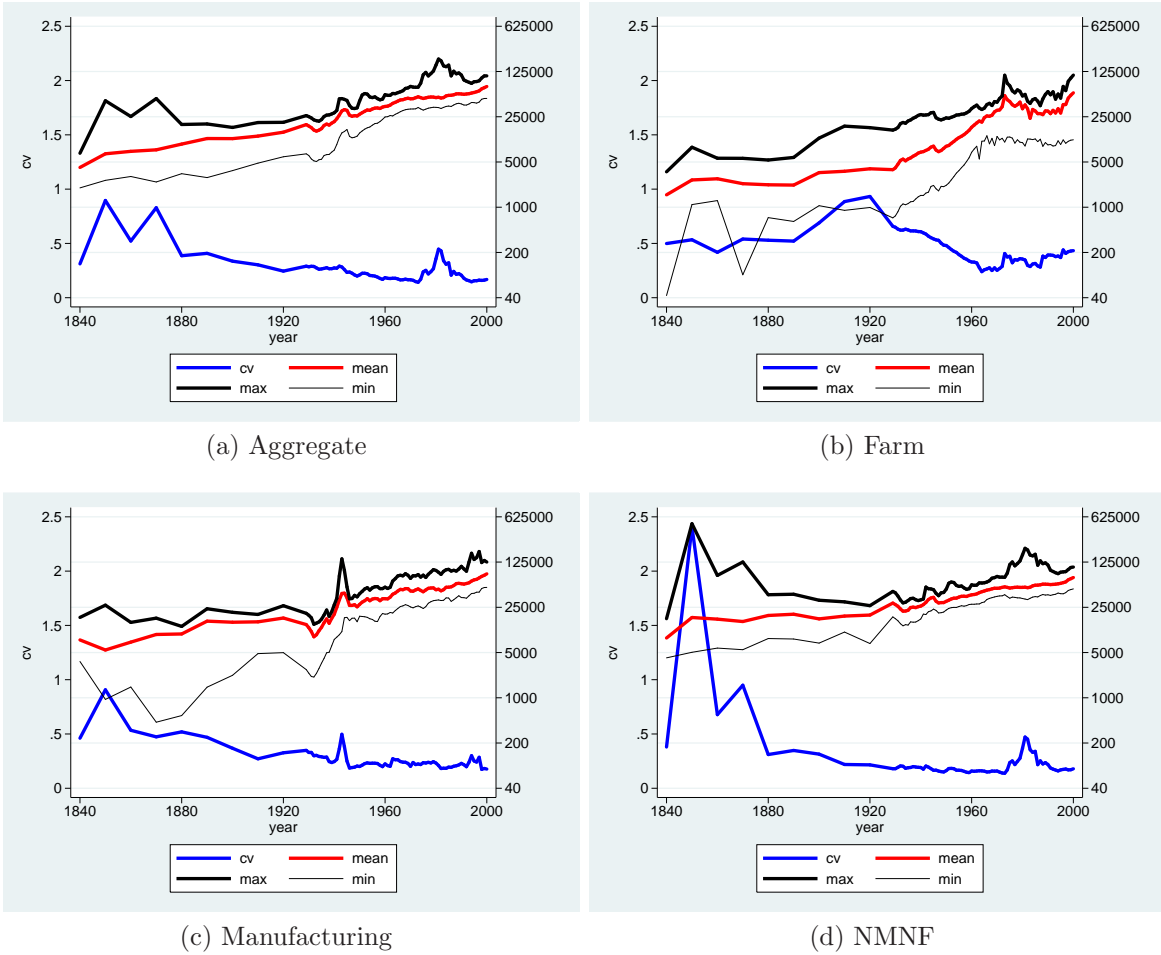 2.5
2
1.5
1
.5
0
cv
625000
125000
25000
5000
1000
200
40
1840 1880 1920 1960 2000
year
cv mean
max min
(a) Aggregate
2.5
2
1.5
1
.5
0
cv
625000
125000
25000
5000
1000
200
40
1840 1880 1920 1960 2000
year
cv mean
max min
(b) Farm
2.5
2
1.5
1
.5
0
cv
625000
125000
25000
5000
1000
200
40
1840 1880 1920 1960 2000
year
cv mean
max min
(c) Manufacturing
2.5
2
1.5
1
.5
0
cv
625000
125000
25000
5000
1000
200
40
1840 1880 1920 1960 2000
year
cv mean
max min
(d) NMNF